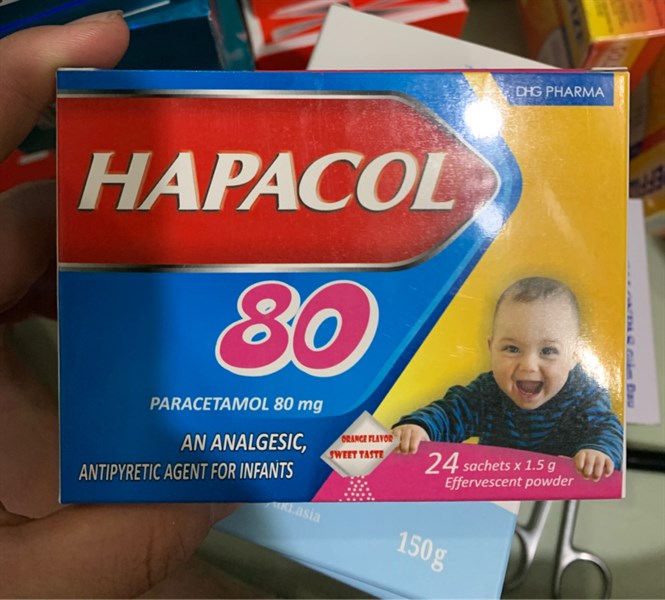 DHG PHARMA
HAPACOL
80
PARACETAMOL 80 mg
AN ANALGESIC,
ANTIPYRETIC AGENT FOR INFANTS
ORANGE FLAVOR
SWEET TASTE
24 sachets x 1.5 g
Effervescent powder
150g